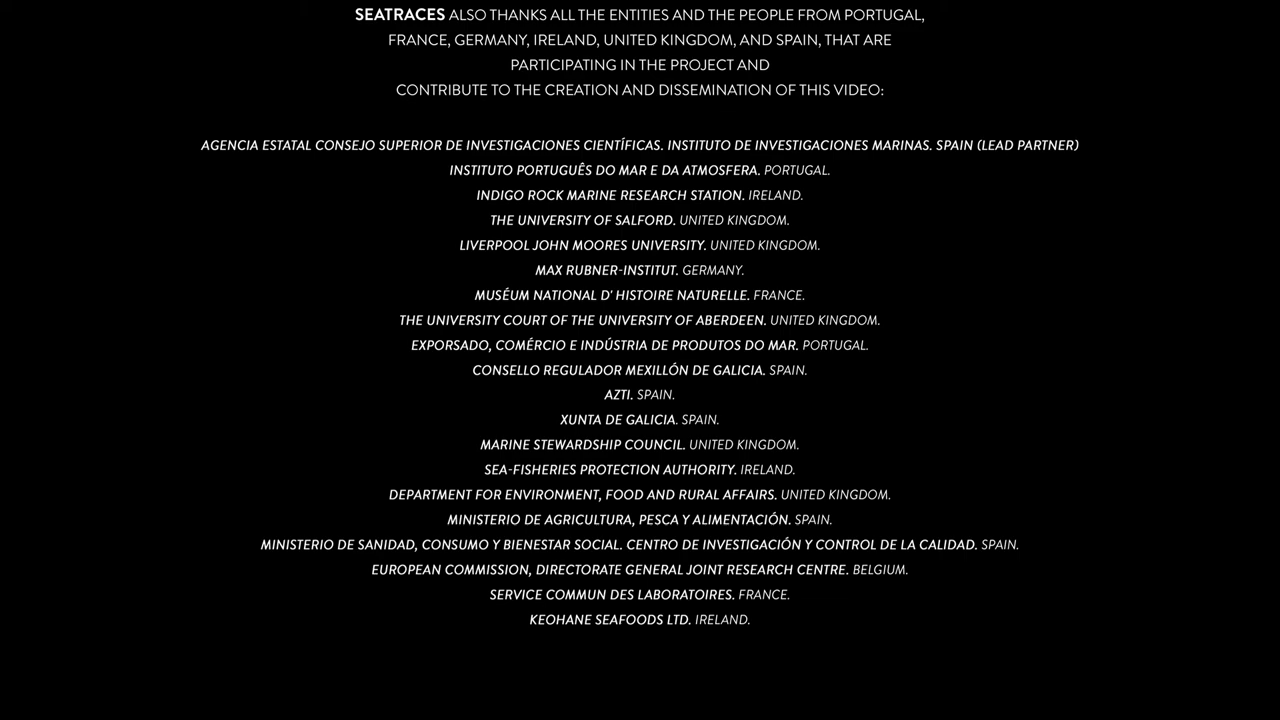 SEATRACES ALSO THANKS ALL THE ENTITIES AND THE PEOPLE FROM PORTUGAL,
FRANCE, GERMANY, IRELAND, UNITED KINGDOM, AND SPAIN, THAT ARE
PARTICIPATING IN THE PROJECT AND
CONTRIBUTE TO THE CREATION AND DISSEMINATION OF THIS VIDEO:
AGENCIA ESTATAL CONSEJO SUPERIOR DE INVESTIGACIONES CIENTÍFICAS. INSTITUTO DE INVESTIGACIONES MARINAS. SPAIN (LEAD PARTNER)
INSTITUTO PORTUGUÊS DO MAR E DA ATMOSFERA. PORTUGAL.
INDIGO ROCK MARINE RESEARCH STATION. IRELAND.
THE UNIVERSITY OF SALFORD. UNITED KINGDOM.
LIVERPOOL JOHN MOORES UNIVERSITY. UNITED KINGDOM.
MAX RUBNER-INSTITUT. GERMANY.
MUSÉUM NATIONAL D' HISTOIRE NATURELLE. FRANCE.
THE UNIVERSITY COURT OF THE UNIVERSITY OF ABERDEEN. UNITED KINGDOM.
EXPORSADO, COMÉRCIO E INDÚSTRIA DE PRODUTOS DO MAR. PORTUGAL.
CONSELLO REGULADOR MEXILLÓN DE GALICIA. SPAIN.
AZTI. SPAIN.
XUNTA DE GALICIA. SPAIN.
MARINE STEWARDSHIP COUNCIL. UNITED KINGDOM.
SEA-FISHERIES PROTECTION AUTHORITY. IRELAND.
DEPARTMENT FOR ENVIRONMENT, FOOD AND RURAL AFFAIRS. UNITED KINGDOM.
MINISTERIO DE AGRICULTURA, PESCA Y ALIMENTACIÓN. SPAIN.
MINISTERIO DE SANIDAD, CONSUMO Y BIENESTAR SOCIAL. CENTRO DE INVESTIGACIÓN Y CONTROL DE LA CALIDAD. SPAIN.
EUROPEAN COMMISSION, DIRECTORATE GENERAL JOINT RESEARCH CENTRE. BELGIUM.
SERVICE COMMUN DES LABORATOIRES. FRANCE.
KEOHANE SEAFOODS LTD. IRELAND.